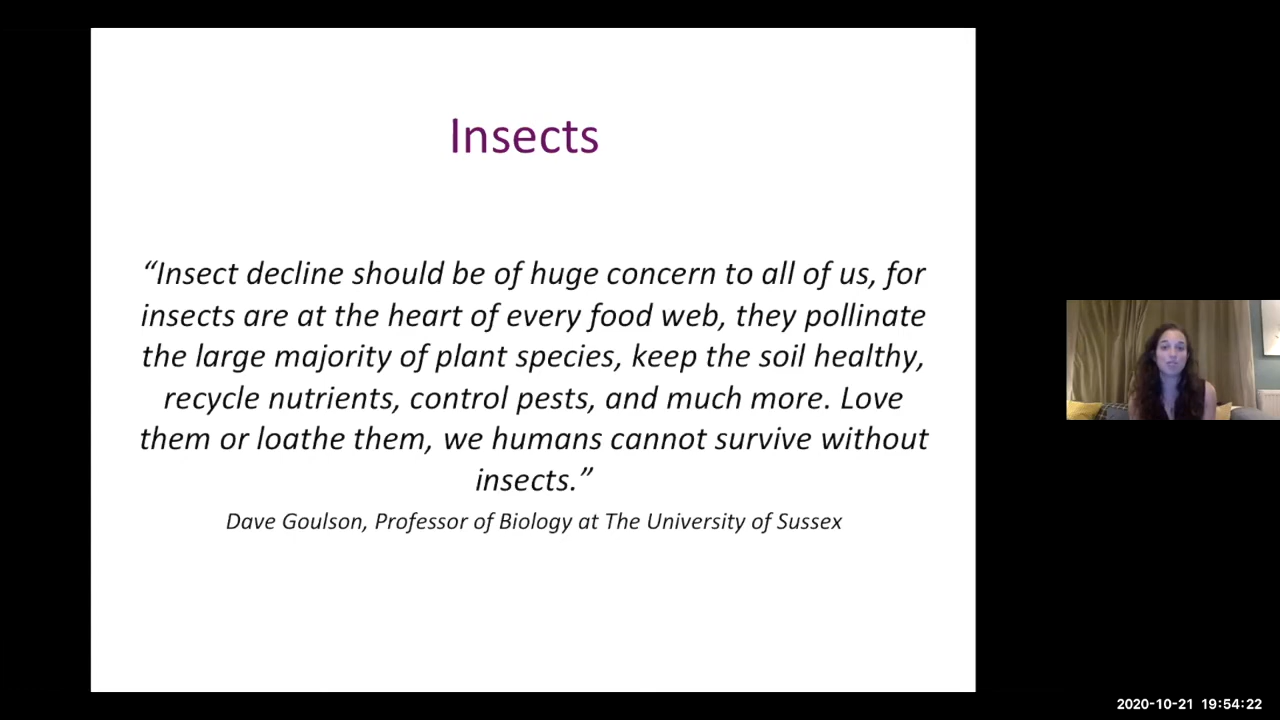 Insects
“Insect decline should be of huge concern to all of us, for
insects are at the heart of every food web, they pollinate
the large majority of plant species, keep the soil healthy,
recycle nutrients, control pests, and much more. Love
them or loathe them, we humans cannot survive without
insects.”
Dave Goulson, Professor of Biology at The University of Sussex
2020-10-21 19:54:22